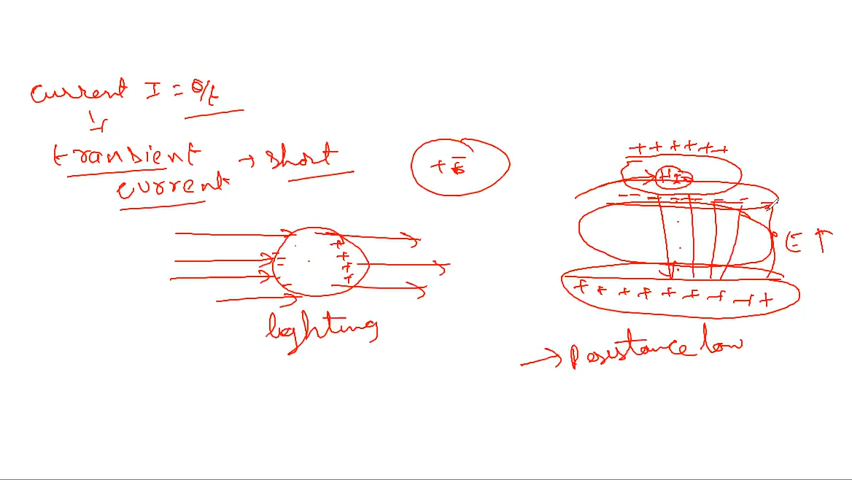 current I = Q/t
transient → short
current
+ -
+ + + + + +
+ -
- - - - - - -
- + 
- +
- +
- +
E ↑
+ + + + + + + + +
lighting
→ Resistance low